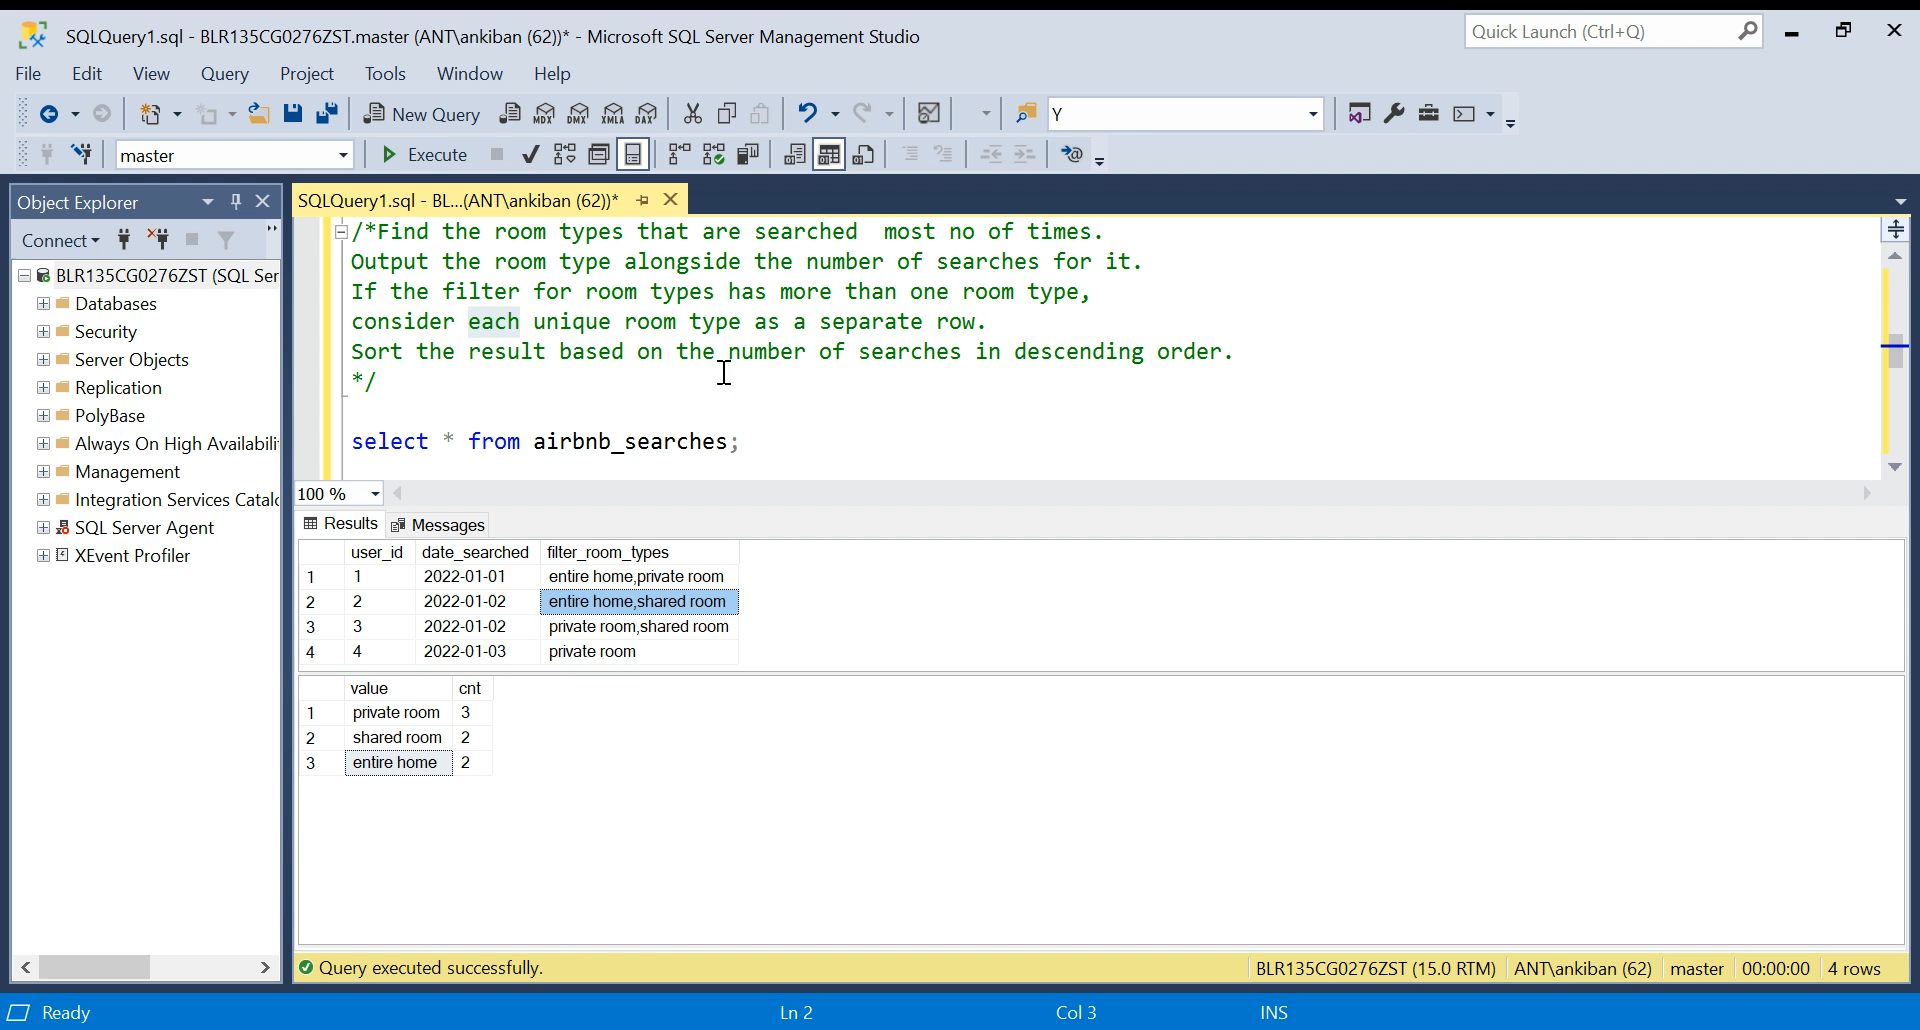 SQLQuery1.sql - BLR135CG0276ZST.master (ANT\ankiban (62))* - Microsoft SQL Server Management Studio
Quick Launch (Ctrl+Q)
File Edit View Query Project Tools Window Help
New Query MDX DMX XMLA DAX Y
master Execute
Object Explorer
Connect
BLR135CG0276ZST (SQL Ser
Databases
Security
Server Objects
Replication
PolyBase
Always On High Availabili
Management
Integration Services Catal
SQL Server Agent
XEvent Profiler
SQLQuery1.sql - BL...(ANT\ankiban (62))*
/*Find the room types that are searched  most no of times.
Output the room type alongside the number of searches for it.
If the filter for room types has more than one room type,
consider each unique room type as a separate row.
Sort the result based on the number of searches in descending order.
*/
select * from airbnb_searches;
100 %
Results Messages
user_id date_searched filter_room_types
1 1 2022-01-01 entire home,private room
2 2 2022-01-02 entire home,shared room
3 3 2022-01-02 private room,shared room
4 4 2022-01-03 private room
value cnt
1 private room 3
2 shared room 2
3 entire home 2
Query executed successfully. BLR135CG0276ZST (15.0 RTM) ANT\ankiban (62) master 00:00:00 4 rows
Ready Ln 2 Col 3 INS